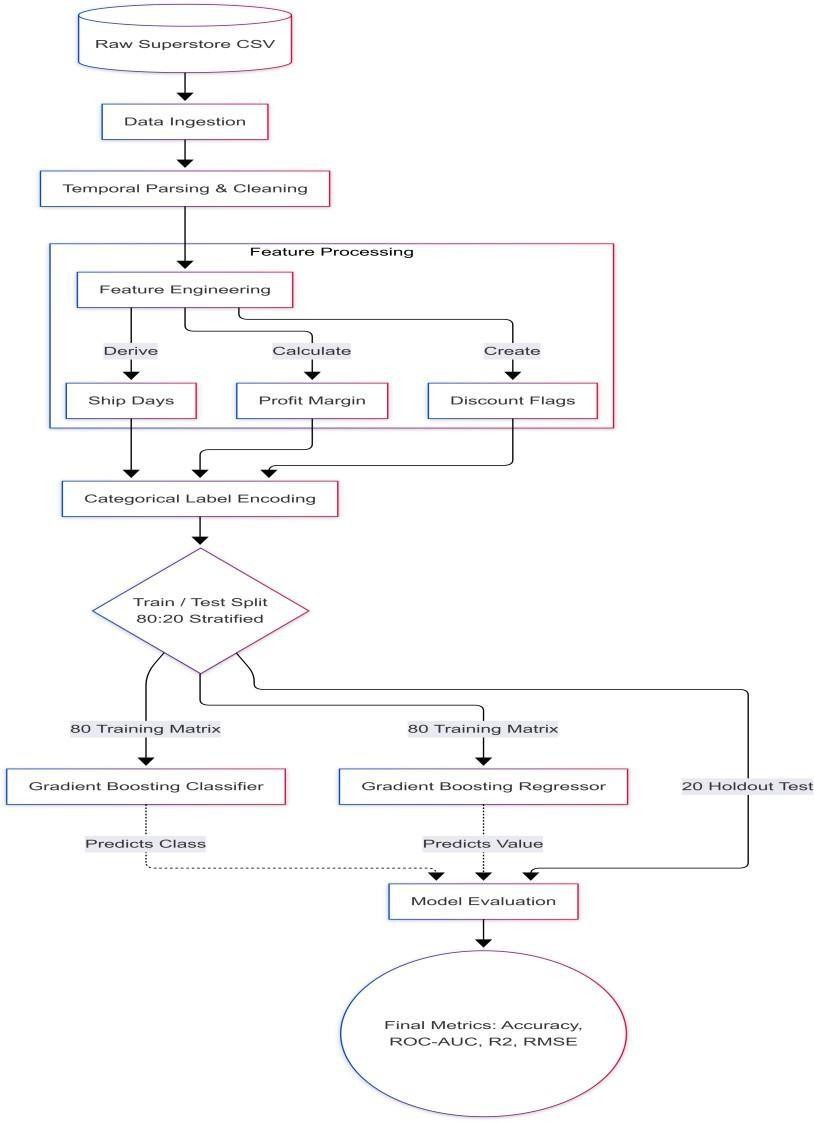 Raw Superstore CSV
Data Ingestion
Temporal Parsing & Cleaning
Feature Processing
Feature Engineering
Derive
Calculate
Create
Ship Days
Profit Margin
Discount Flags
Categorical Label Encoding
Train / Test Split
80:20 Stratified
80 Training Matrix
80 Training Matrix
Gradient Boosting Classifier
Gradient Boosting Regressor
20 Holdout Test
Predicts Class
Predicts Value
Model Evaluation
Final Metrics: Accuracy,
ROC-AUC, R2, RMSE